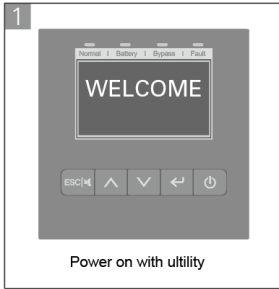 1
Normal I Battery I Bypass I Fault
WELCOME
ESC
Power on with ultility